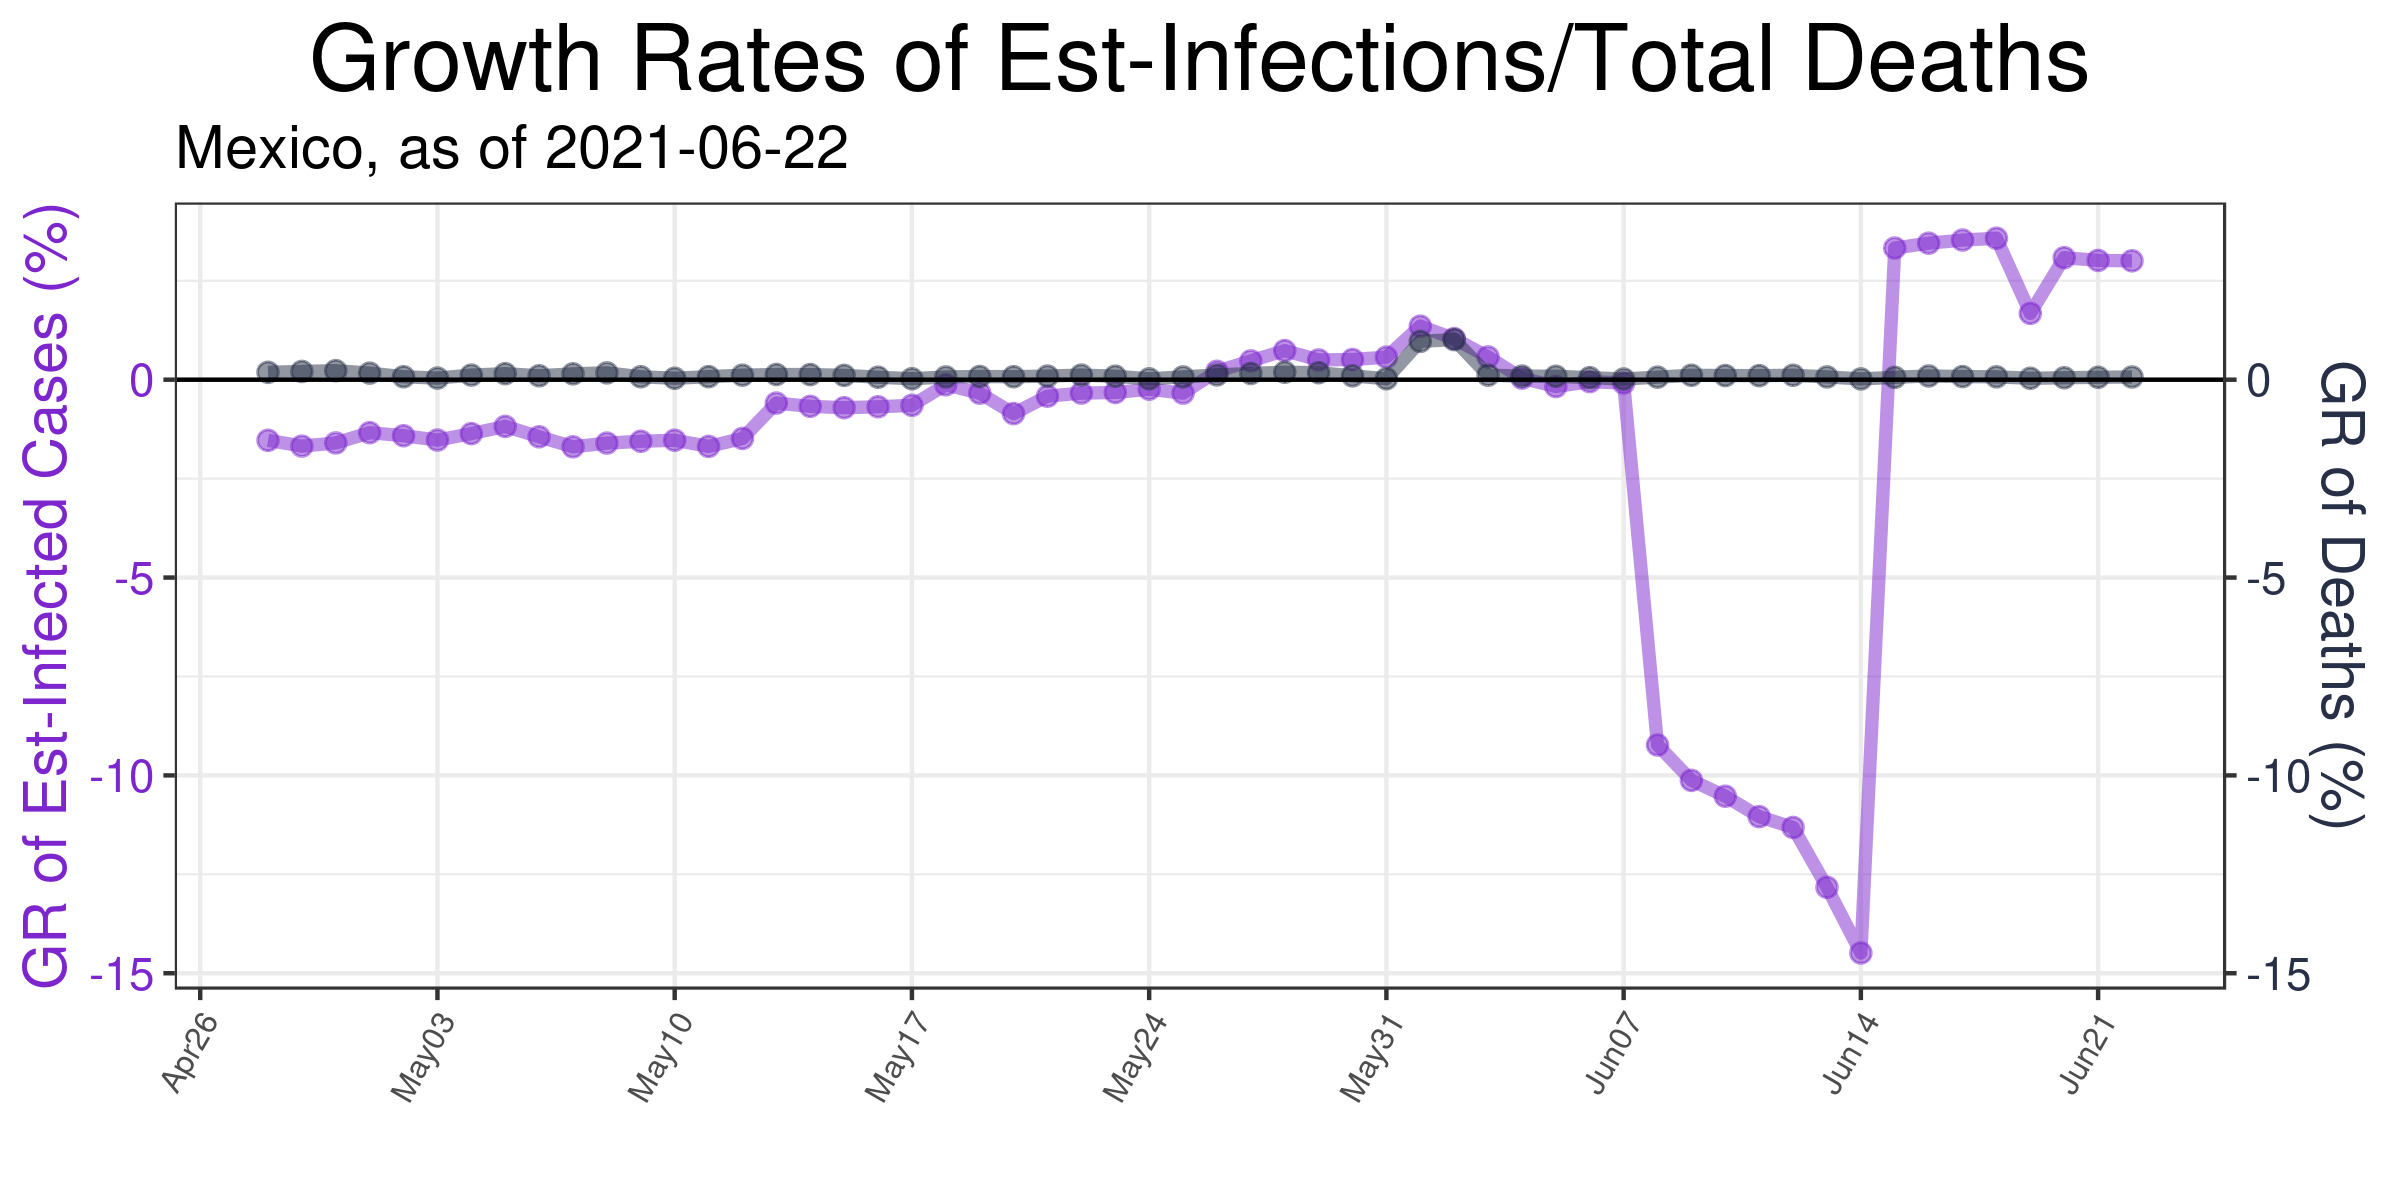 Growth Rates of Est-Infections/Total Deaths
Mexico, as of 2021-06-22
GR of Est-Infected Cases (%)
0
-5
-10
-15
0
-5
-10
-15
GR of Deaths (%)
Apr26
May03
May10
May17
May24
May31
Jun07
Jun14
Jun21